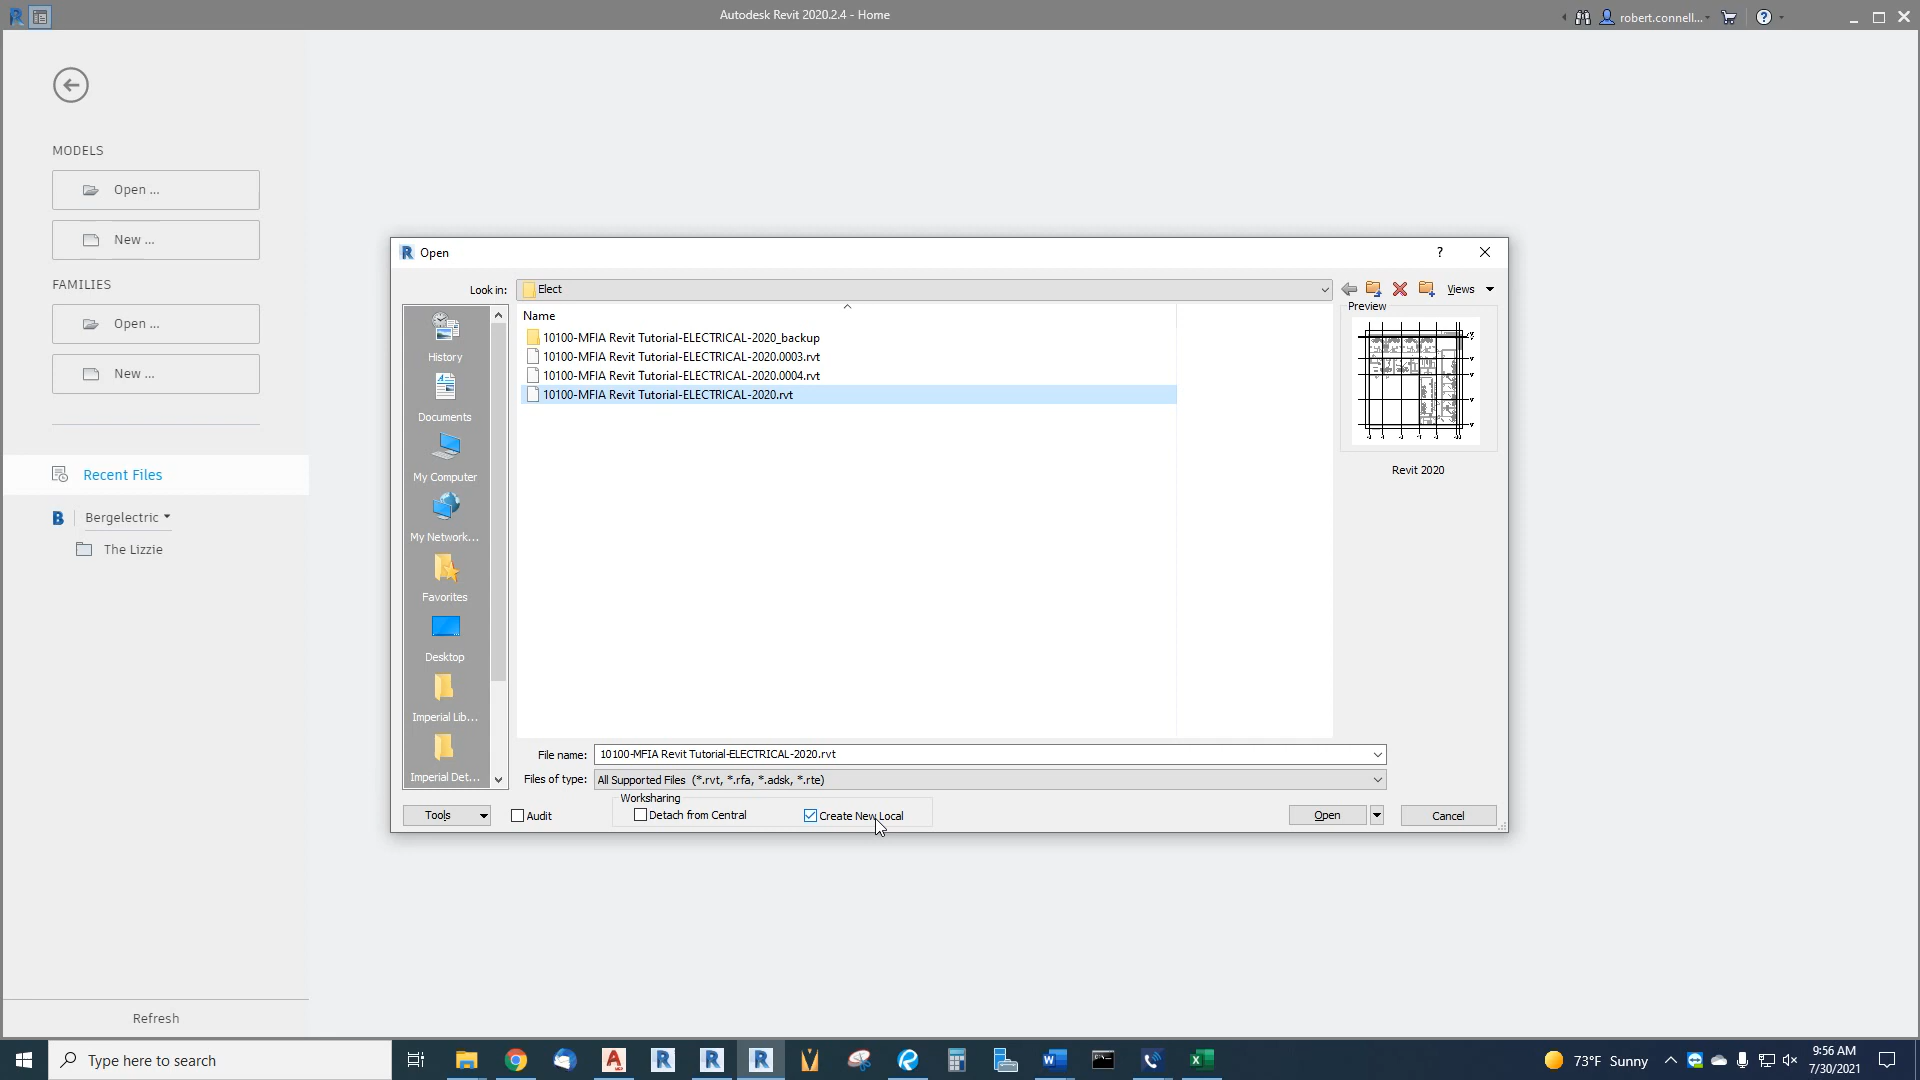 Autodesk Revit 2020.2.4 - Home
robert.connell...
MODELS
Open ...
New ...
FAMILIES
Open ...
New ...
Recent Files
B Bergelectric
The Lizzie
Refresh
R Open
Look in: Elect
Views
Name
10100-MFIA Revit Tutorial-ELECTRICAL-2020_backup
10100-MFIA Revit Tutorial-ELECTRICAL-2020.0003.rvt
10100-MFIA Revit Tutorial-ELECTRICAL-2020.0004.rvt
10100-MFIA Revit Tutorial-ELECTRICAL-2020.rvt
History
Documents
My Computer
My Network...
Favorites
Desktop
Imperial Lib...
Imperial Det...
Preview
Revit 2020
File name: 10100-MFIA Revit Tutorial-ELECTRICAL-2020.rvt
Files of type: All Supported Files (*.rvt, *.rfa, *.adsk, *.rte)
Worksharing
Tools
Audit
Detach from Central
Create New Local
Open
Cancel
Type here to search
73°F Sunny
9:56 AM
7/30/2021